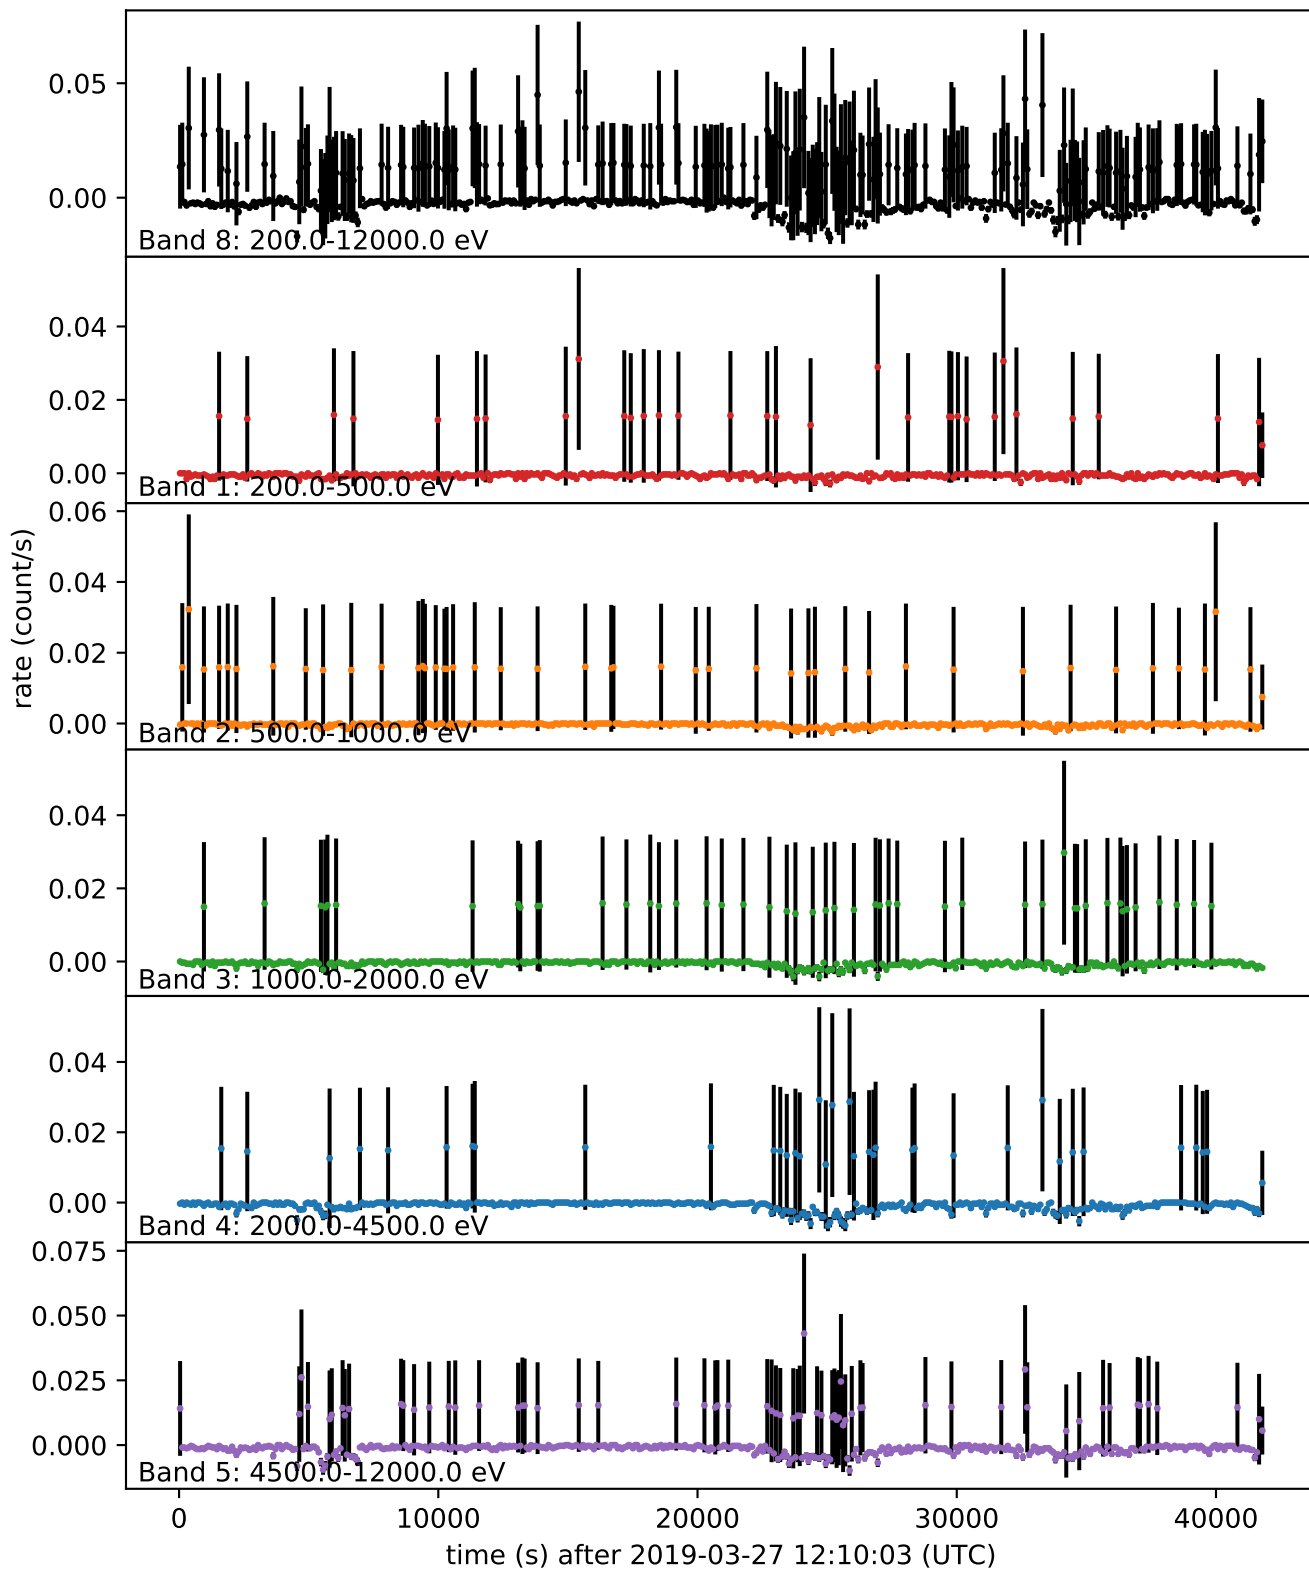 0.05
0.00
Band 8: 200.0-12000.0 eV
0.04
0.02
0.00
Band 1: 200.0-500.0 eV
0.06
0.04
0.02
0.00
Band 2: 500.0-1000.0 eV
rate (count/s)
0.04
0.02
0.00
Band 3: 1000.0-2000.0 eV
0.04
0.02
0.00
Band 4: 2000.0-4500.0 eV
0.075
0.050
0.025
0.000
Band 5: 4500.0-12000.0 eV
0 10000 20000 30000 40000
time (s) after 2019-03-27 12:10:03 (UTC)